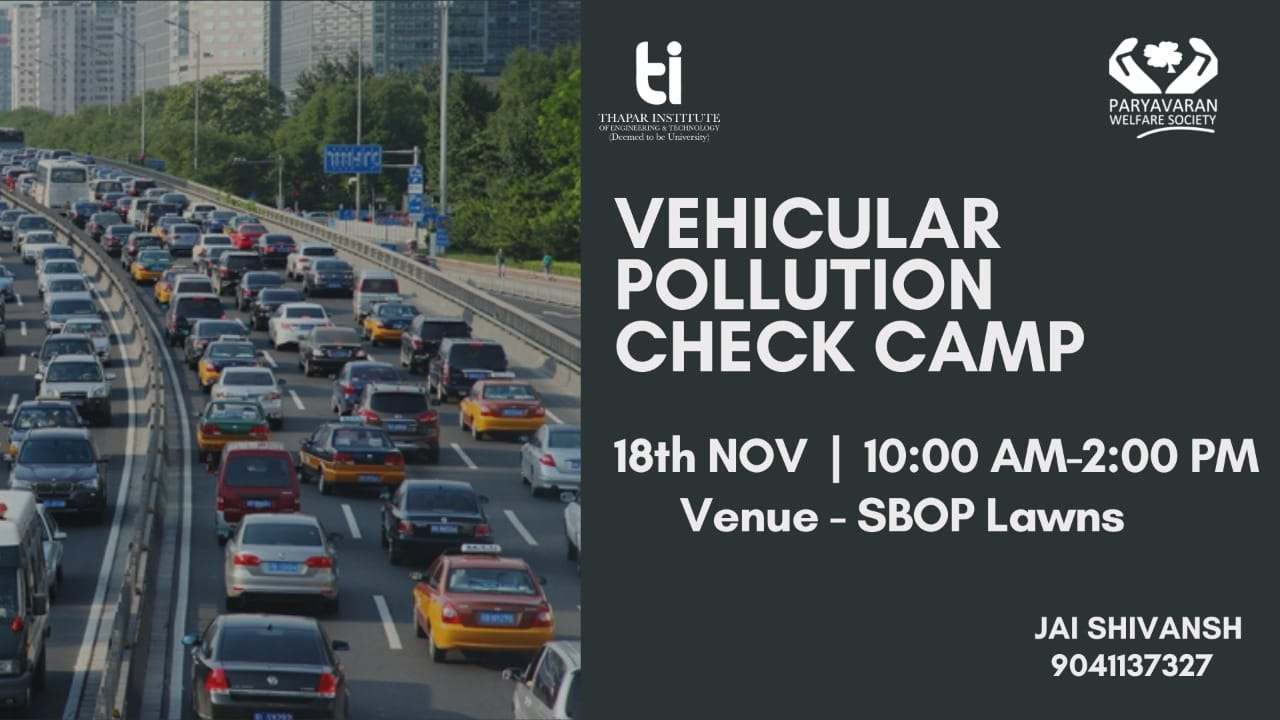 ti
THAPAR INSTITUTE
OF ENGINEERING & TECHNOLOGY
(Deemed to be University)
PARYAVARAN
WELFARE SOCIETY
VEHICULAR
POLLUTION
CHECK CAMP
18th NOV | 10:00 AM-2:00 PM
Venue - SBOP Lawns
JAI SHIVANSH
9041137327